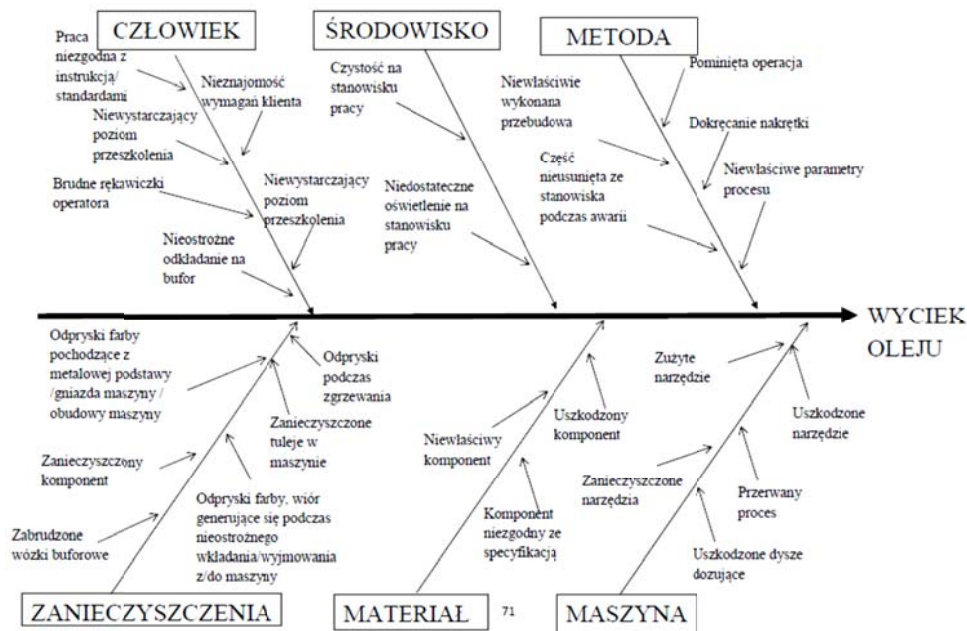 CZŁOWIEK
ŚRODOWISKO
METODA
Praca
niezgodna z
instrukcją/
standardami
Nieznajomość
wymagań klienta
Niewystarczający
poziom
przeszkolenia
Brudne rękawiczki
operatora
Niewystarczający
poziom
przeszkolenia
Nieostrożne
odkładanie na
bufor
Czystość na
stanowisku
pracy
Niedostateczne
oświetlenie na
stanowisku
pracy
Niewłaściwie
wykonana
przebudowa
Część
nieusunięta ze
stanowiska
podczas awarii
Pominięta operacja
Dokręcanie nakrętki
Niewłaściwe parametry
procesu
WYCIEK
OLEJU
Odpryski farby
pochodzące z
metalowej podstawy
/gniazda maszyny /
obudowy maszyny
Odpryski
podczas
zgrzewania
Zanieczyszczone
tuleje w
maszynie
Zanieczyszczony
komponent
Odpryski farby, wiór
generujące się podczas
nieostrożnego
wkładania/wyjmowania
z/do maszyny
Zabrudzone
wózki buforowe
Uszkodzony
komponent
Niewłaściwy
komponent
Komponent
niezgodny ze
specyfikacją
Zużyte
narzędzie
Uszkodzone
narzędzie
Zanieczyszczone
narzędzia
Przerwany
proces
Uszkodzone dysze
dozujące
ZANIECZYSZCZENIA
MATERIAŁ
71
MASZYNA